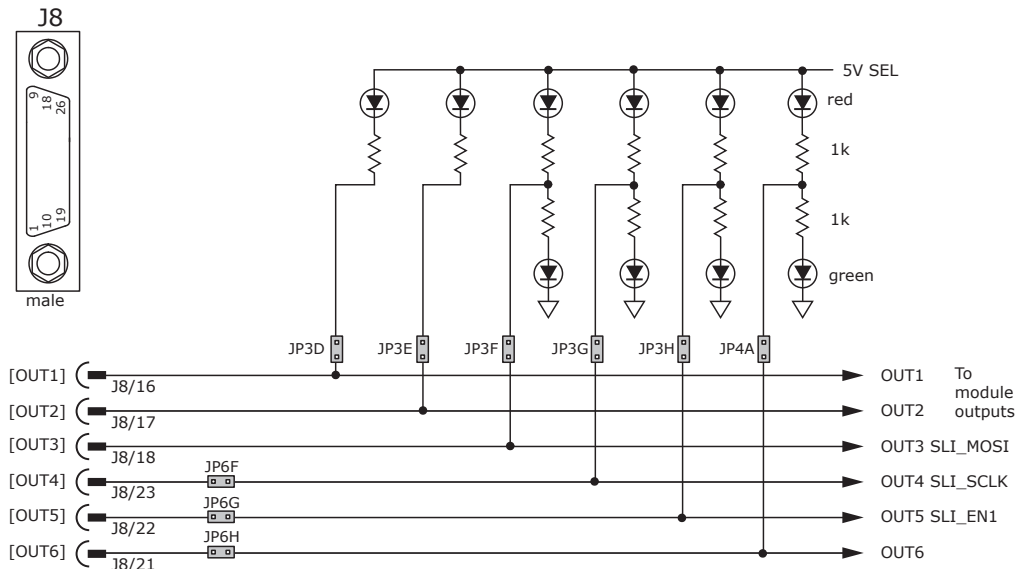 J8
9
18
26
1
10
19
male
5V SEL
red
1k
1k
green
JP3D
JP3E
JP3F
JP3G
JP3H
JP4A
[OUT1]
J8/16
OUT1
To
module
outputs
[OUT2]
J8/17
OUT2
[OUT3]
J8/18
OUT3 SLI_MOSI
[OUT4]
J8/23
JP6F
OUT4 SLI_SCLK
[OUT5]
J8/22
JP6G
OUT5 SLI_EN1
[OUT6]
J8/21
JP6H
OUT6